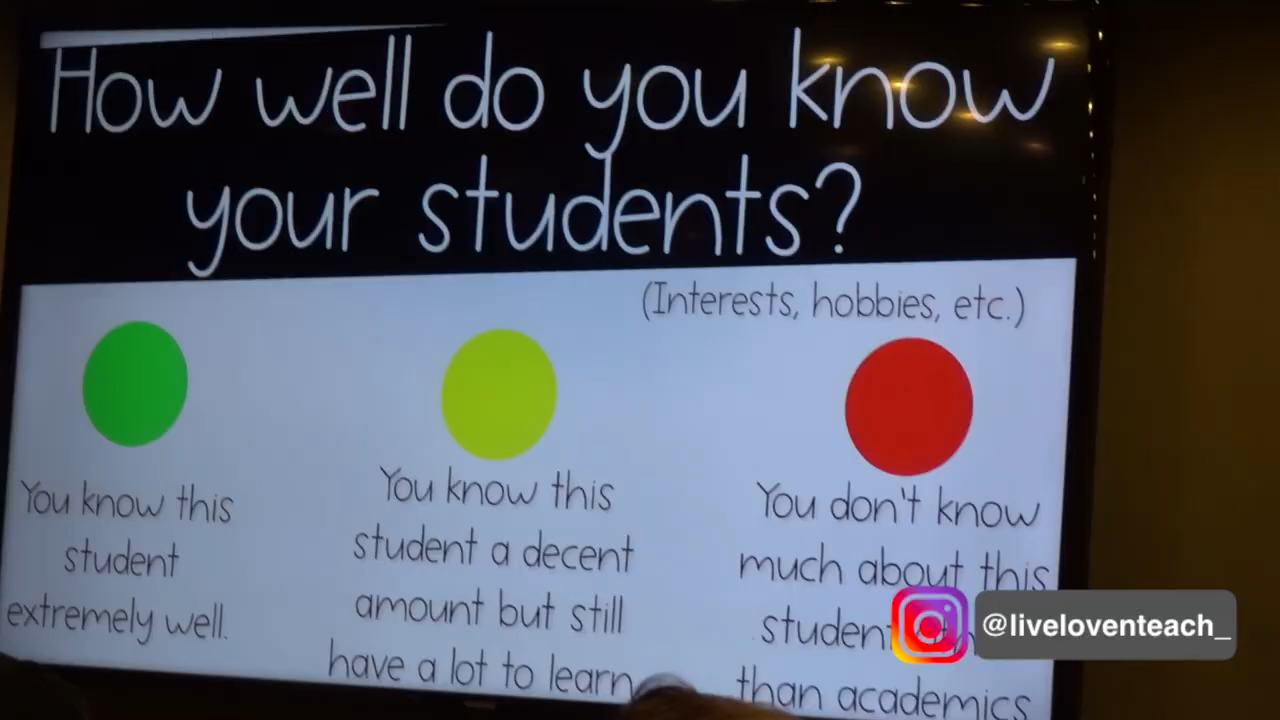 How well do you know
your students?
(Interests, hobbies, etc.)
You know this
student
extremely well.
You know this
student a decent
amount but still
have a lot to learn
You don't know
much about this
student
than academics
@liveloventeach_